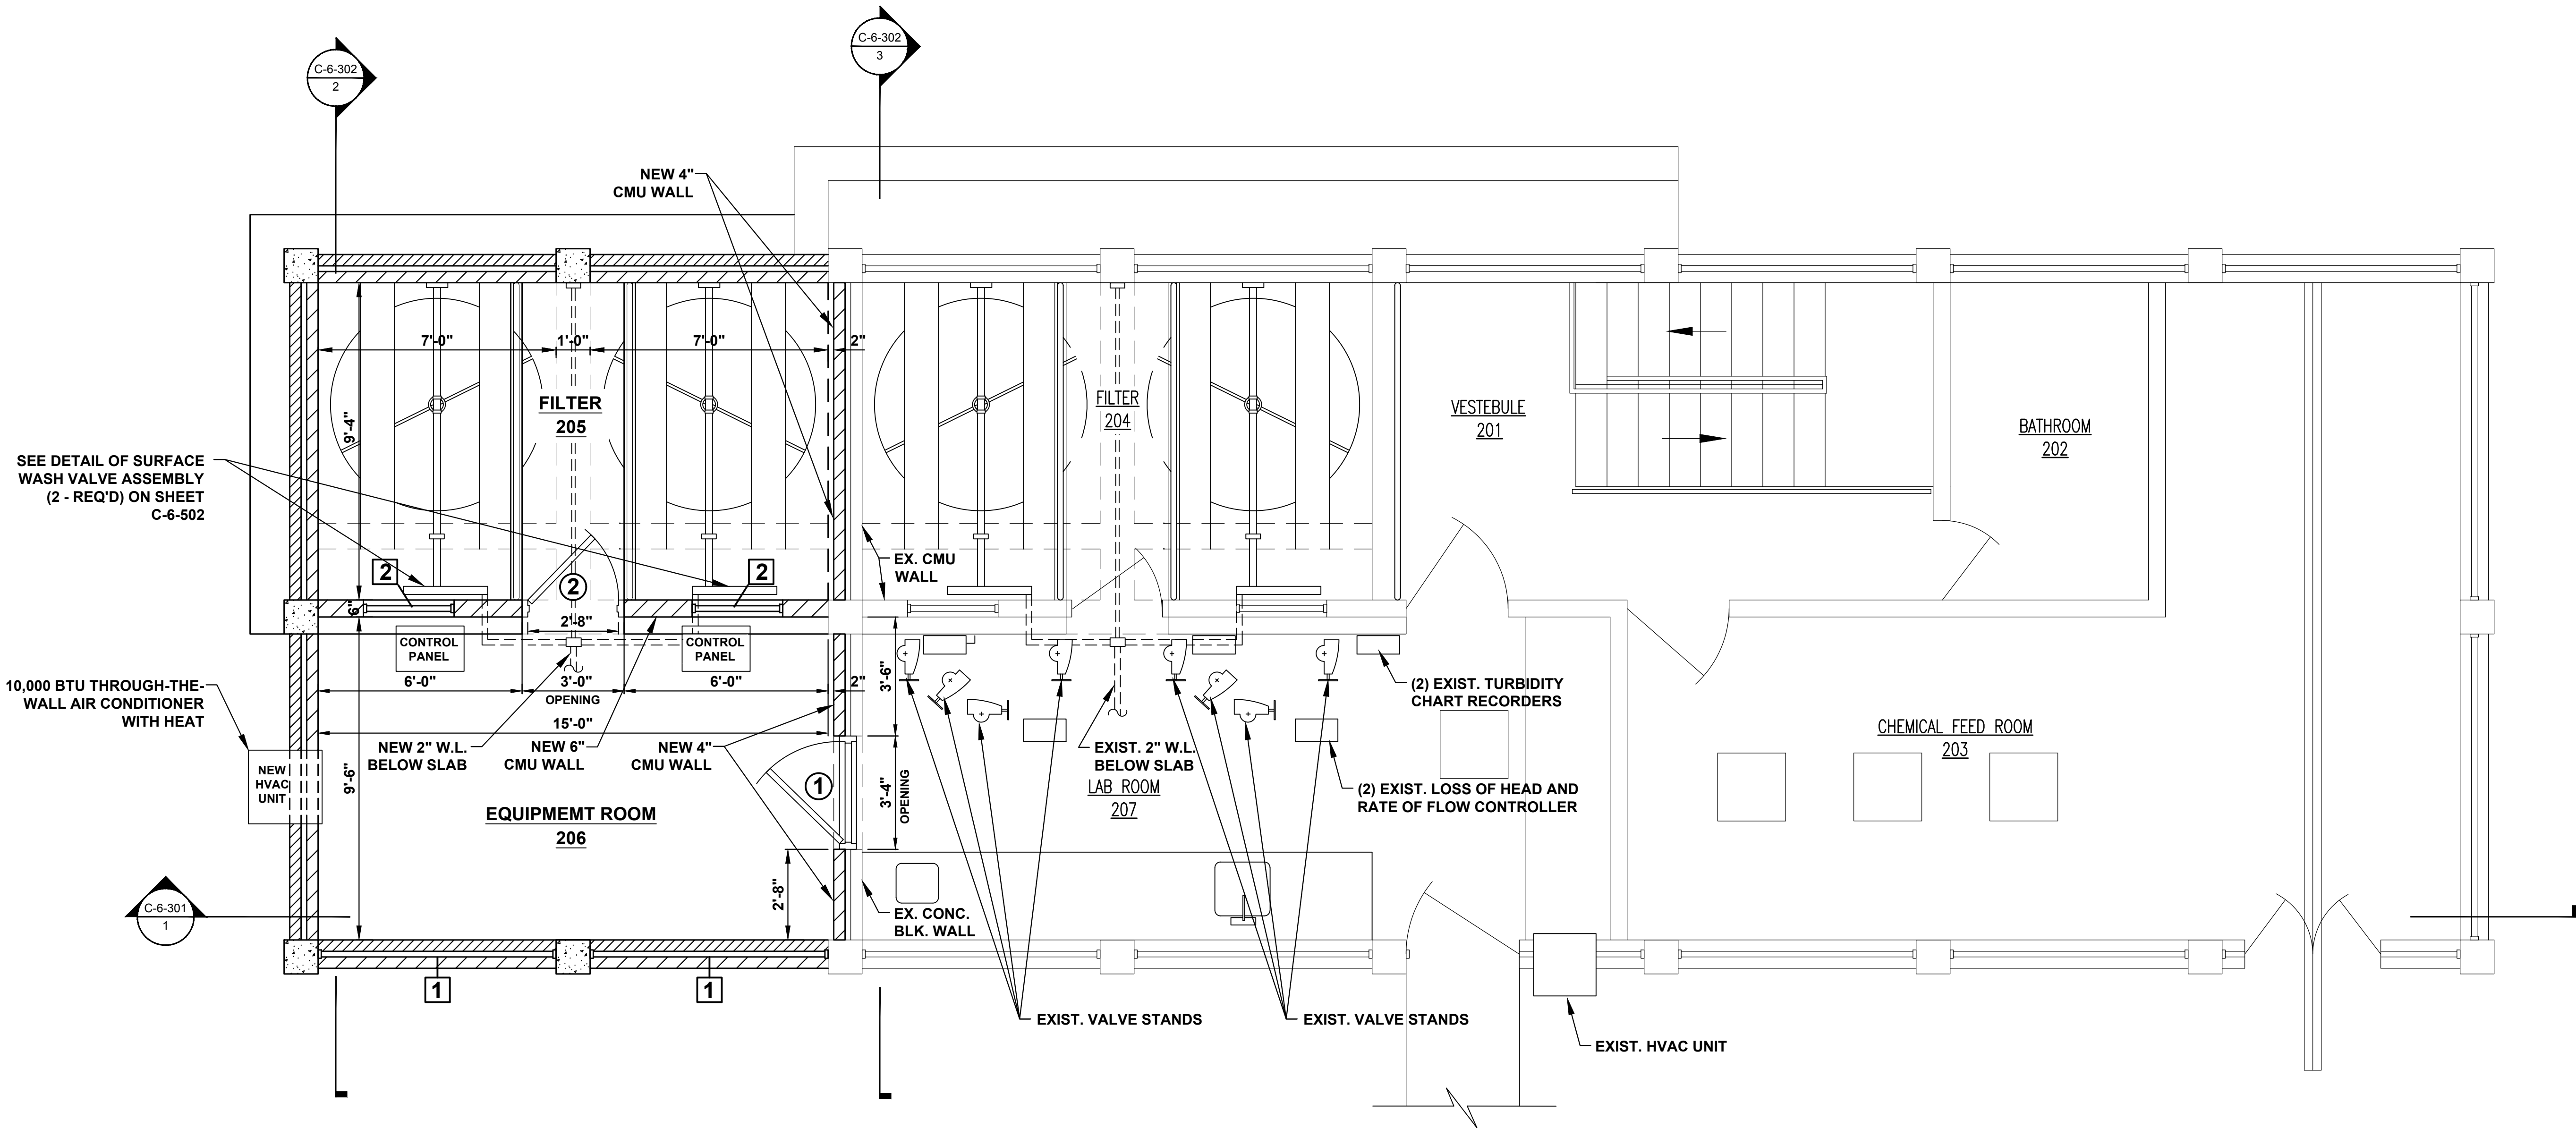 C-6-302
2
C-6-302
3
NEW 4"
CMU WALL
7'-0"
1'-0"
7'-0"
2"
FILTER
205
9'-4"
FILTER
204
VESTEBULE
201
BATHROOM
202
SEE DETAIL OF SURFACE
WASH VALVE ASSEMBLY
(2 - REQ'D) ON SHEET
C-6-502
EX. CMU
WALL
2
2
2
6"
2'-8"
CONTROL
PANEL
CONTROL
PANEL
6'-0"
3'-0"
6'-0"
2"
OPENING
15'-0"
3'-6"
10,000 BTU THROUGH-THE-
WALL AIR CONDITIONER
WITH HEAT
(2) EXIST. TURBIDITY
CHART RECORDERS
NEW 2" W.L.
BELOW SLAB
NEW 6"
CMU WALL
NEW 4"
CMU WALL
EXIST. 2" W.L.
BELOW SLAB
CHEMICAL FEED ROOM
203
NEW
HVAC
UNIT
9'-6"
1
3'-4"
OPENING
LAB ROOM
207
(2) EXIST. LOSS OF HEAD AND
RATE OF FLOW CONTROLLER
EQUIPMEMT ROOM
206
2'-8"
C-6-301
1
EX. CONC.
BLK. WALL
1
1
EXIST. VALVE STANDS
EXIST. VALVE STANDS
EXIST. HVAC UNIT